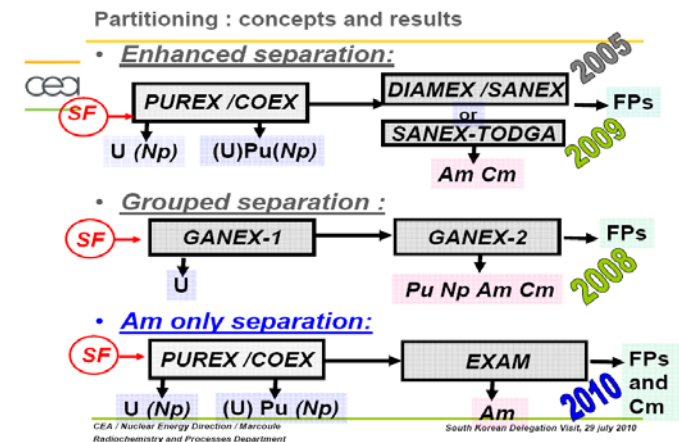 Partitioning : concepts and results
• Enhanced separation:
2005
cea
SF
PUREX /COEX
DIAMEX /SANEX
FPs
or
SANEX-TODGA
2009
U (Np)
(U)Pu(Np)
Am Cm
• Grouped separation :
SF
GANEX-1
GANEX-2
FPs
U
Pu Np Am Cm
2008
• Am only separation:
SF
PUREX /COEX
EXAM
FPs
and
Cm
U (Np)
(U) Pu (Np)
Am
2010
CEA / Nuclear Energy Direction / Marcoule
South Korean Delegation Visit, 29 july 2010
Radiochemistry and Processes Department